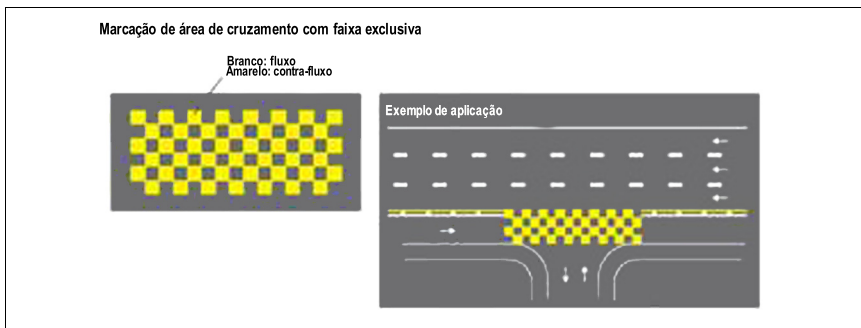 Marcação de área de cruzamento com faixa exclusiva
Branco: fluxo
Amarelo: contra-fluxo
Exemplo de aplicação